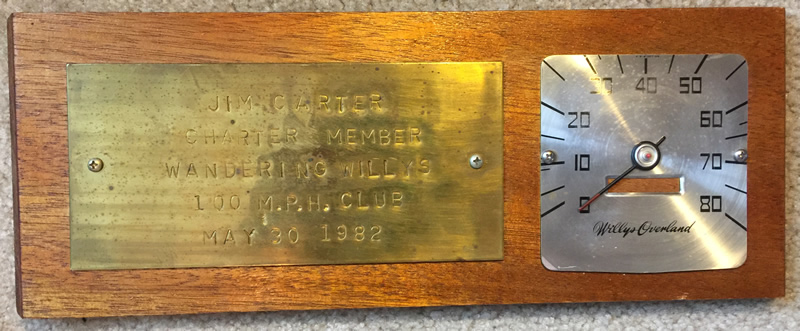 JIM CARTER
CHARTER MEMBER
WANDERING WILLYS
100 M.P.H. CLUB
MAY 30 1982
30 40 50
20 60
10 70
0 80
Willys Overland